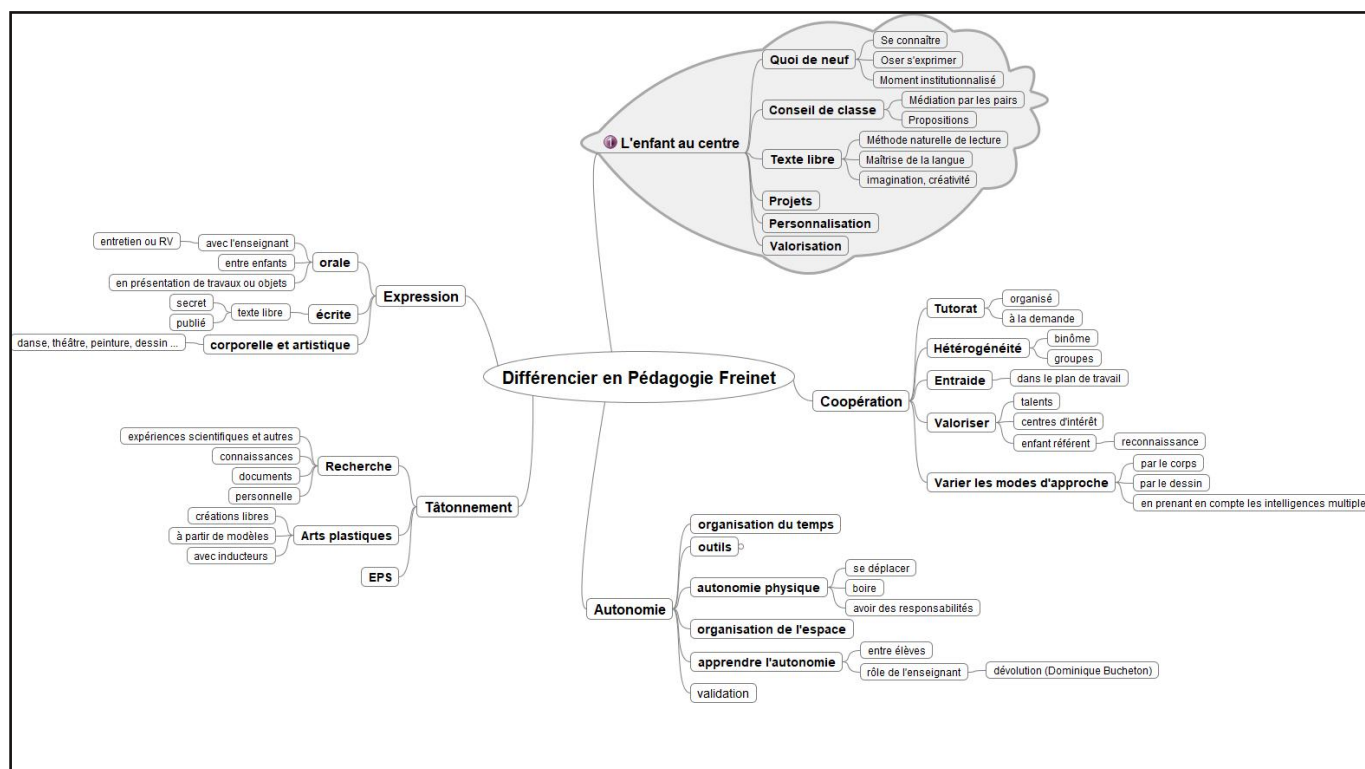 Différencier en Pédagogie Freinet
L'enfant au centre
Quoi de neuf
Se connaître
Oser s'exprimer
Moment institutionnalisé
Conseil de classe
Médiation par les pairs
Propositions
Texte libre
Méthode naturelle de lecture
Maîtrise de la langue
imagination, créativité
Projets
Personnalisation
Valorisation
Coopération
Tutorat
organisé
à la demande
Hétérogénéité
binôme
groupes
Entraide
dans le plan de travail
Valoriser
talents
centres d'intérêt
enfant référent
reconnaissance
Varier les modes d'approche
par le corps
par le dessin
en prenant en compte les intelligences multiple
Autonomie
organisation du temps
outils
autonomie physique
se déplacer
boire
avoir des responsabilités
organisation de l'espace
apprendre l'autonomie
entre élèves
rôle de l'enseignant
dévolution (Dominique Bucheton)
validation
Expression
orale
avec l'enseignant
entretien ou RV
entre enfants
en présentation de travaux ou objets
écrite
texte libre
secret
publié
corporelle et artistique
danse, théâtre, peinture, dessin ...
Tâtonnement
Recherche
expériences scientifiques et autres
connaissances
documents
personnelle
Arts plastiques
créations libres
à partir de modèles
avec inducteurs
EPS